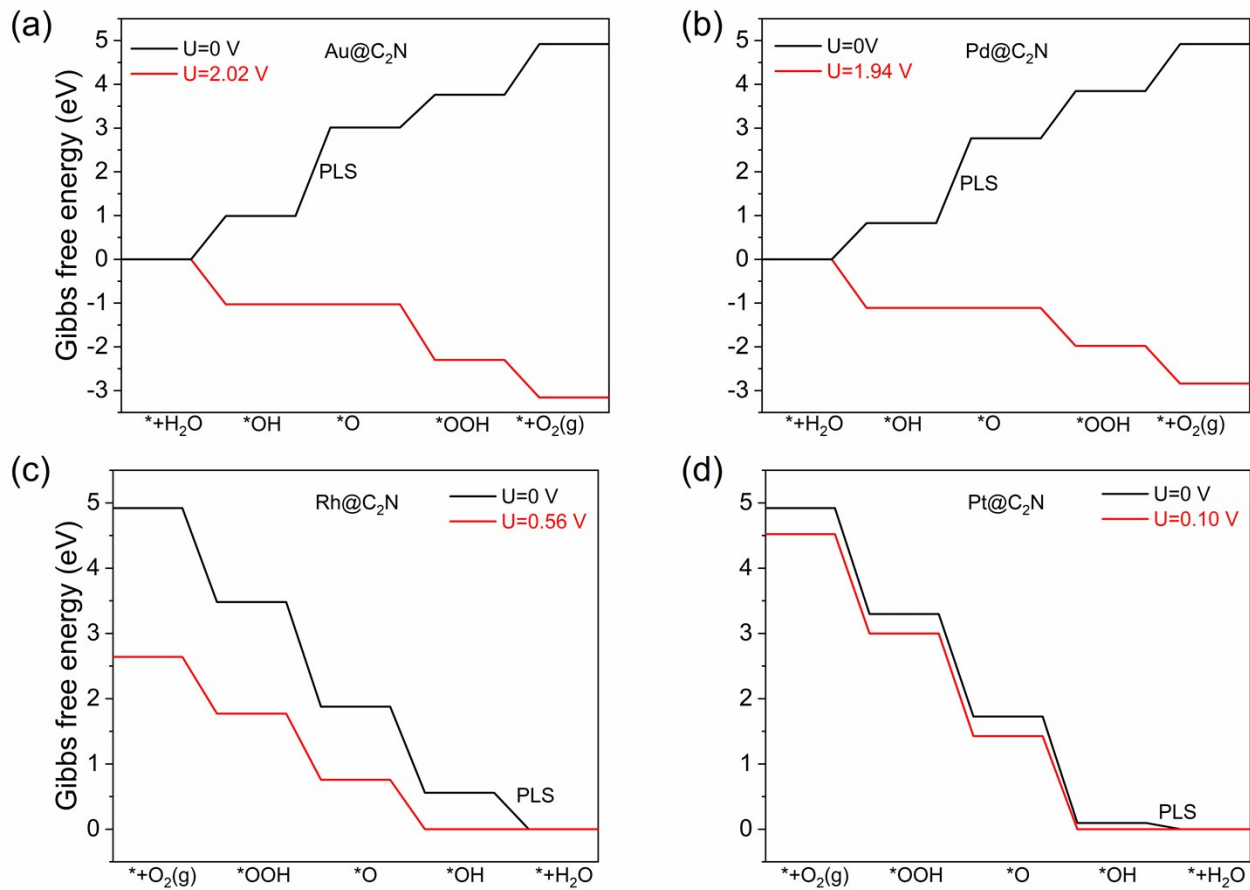 (a)
U=0 V
U=2.02 V
Au@C₂N
PLS
Gibbs free energy (eV)
5
4
3
2
1
0
-1
-2
-3
*+H₂O *OH *O *OOH *+O₂(g)
(b)
U=0V
U=1.94 V
Pd@C₂N
PLS
5
4
3
2
1
0
-1
-2
-3
*+H₂O *OH *O *OOH *+O₂(g)
(c)
Rh@C₂N
U=0 V
U=0.56 V
PLS
Gibbs free energy (eV)
5
4
3
2
1
0
*+O₂(g) *OOH *O *OH *+H₂O
(d)
Pt@C₂N
U=0 V
U=0.10 V
PLS
5
4
3
2
1
0
*+O₂(g) *OOH *O *OH *+H₂O